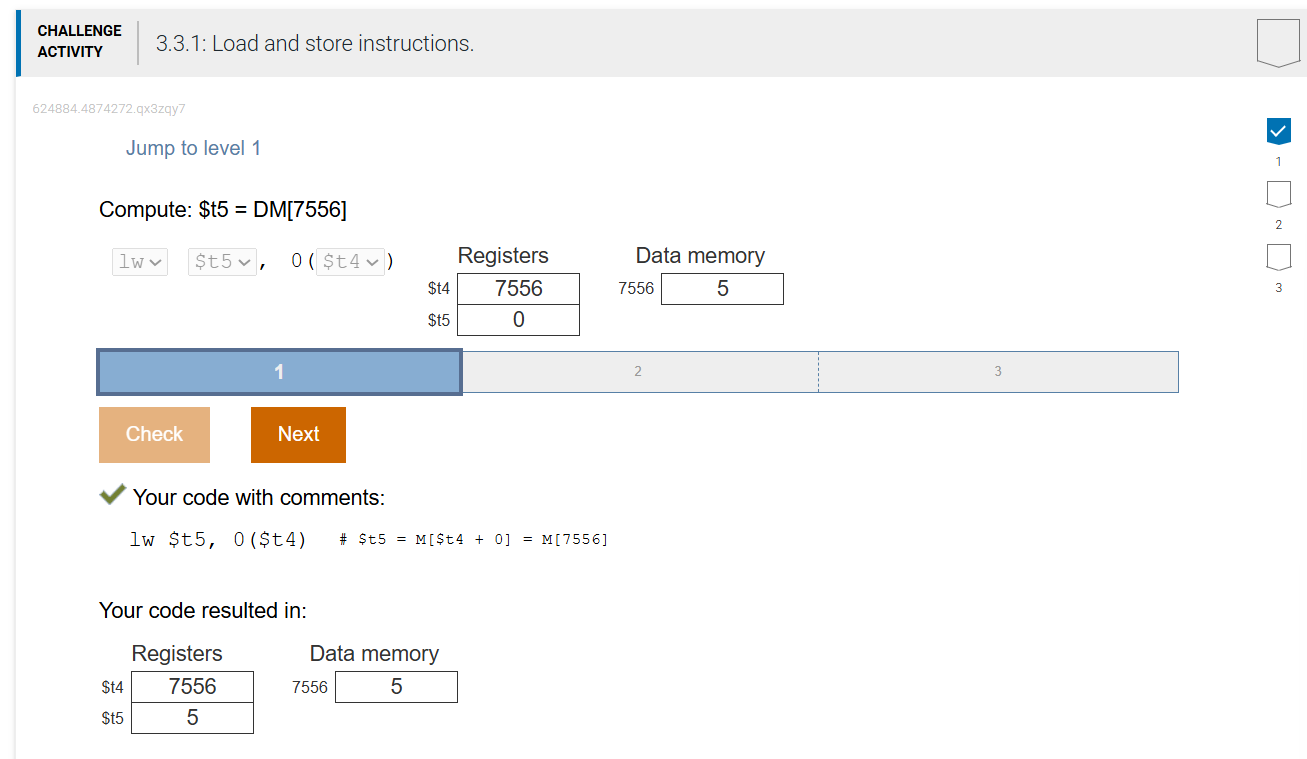 CHALLENGE
ACTIVITY
3.3.1: Load and store instructions.
624884.4874272.qx3zqy7
Jump to level 1
1
2
3
Compute: $t5 = DM[7556]
lw $t5, 0($t4)
Registers Data memory
$t4 7556 7556 5
$t5 0
1 2 3
Check Next
Your code with comments:
lw $t5, 0($t4) # $t5 = M[$t4 + 0] = M[7556]
Your code resulted in:
Registers Data memory
$t4 7556 7556 5
$t5 5